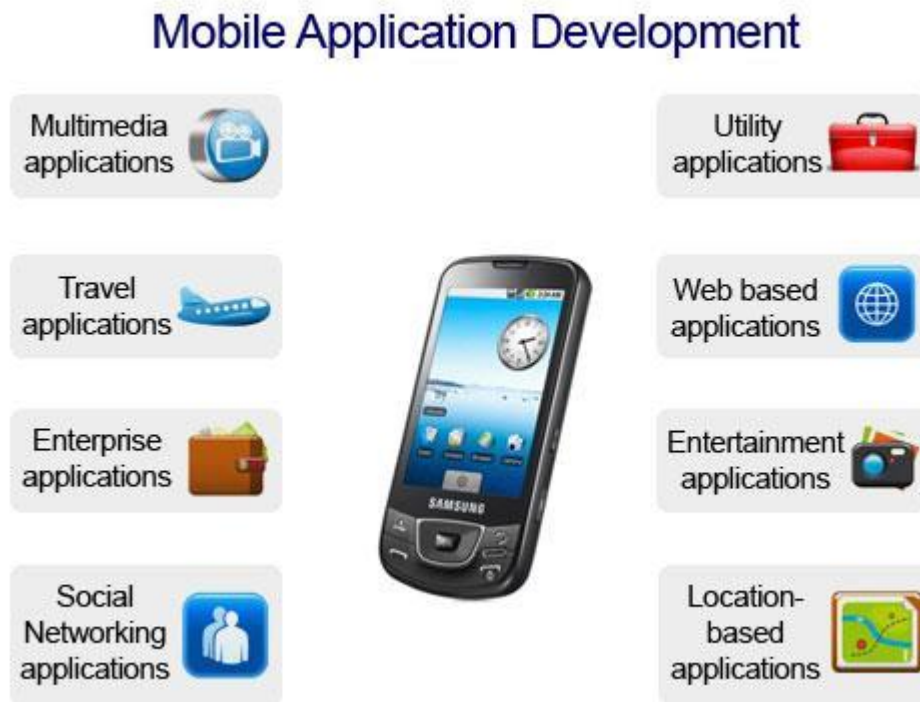 Mobile Application Development
Multimedia
applications
Utility
applications
Travel
applications
Web based
applications
Enterprise
applications
Entertainment
applications
Social
Networking
applications
Location-
based
applications
SAMSUNG